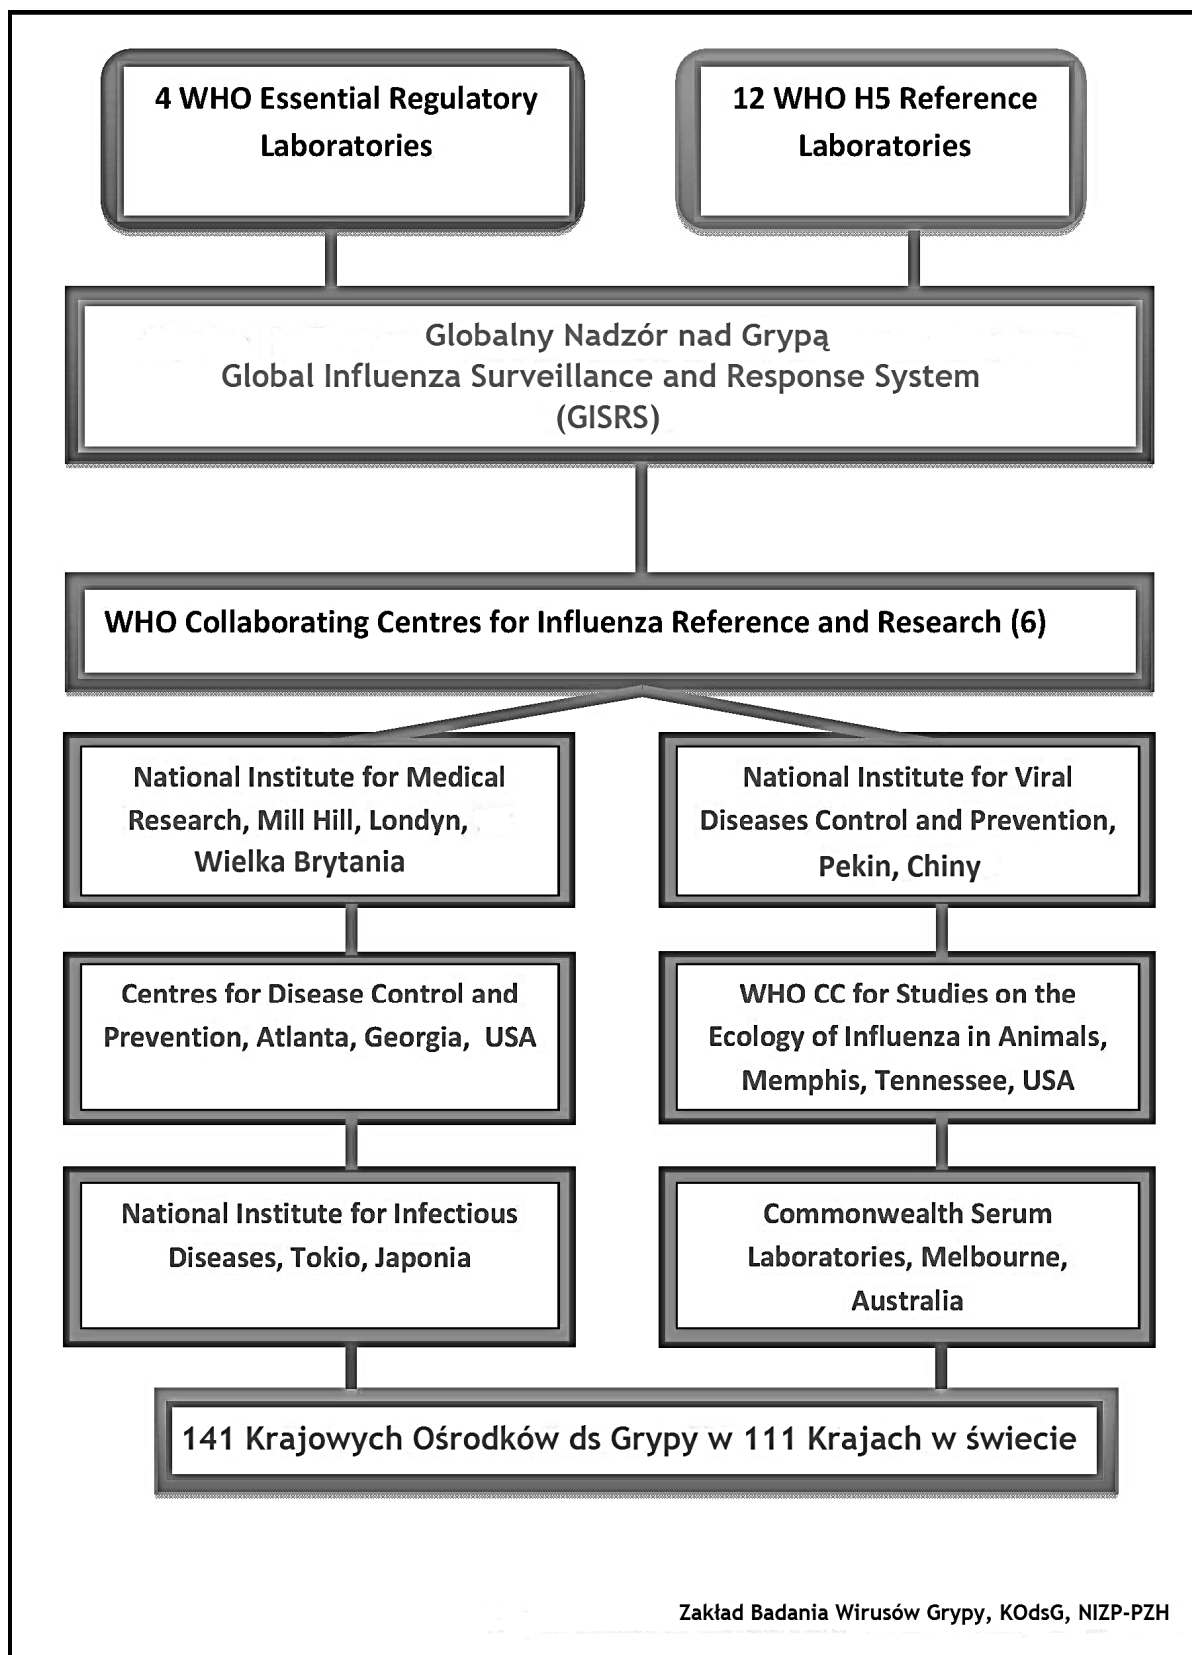 4 WHO Essential Regulatory
Laboratories
12 WHO H5 Reference
Laboratories
Globalny Nadzór nad Grypą
Global Influenza Surveillance and Response System
(GISRS)
WHO Collaborating Centres for Influenza Reference and Research (6)
National Institute for Medical
Research, Mill Hill, Londyn,
Wielka Brytania
National Institute for Viral
Diseases Control and Prevention,
Pekin, Chiny
Centres for Disease Control and
Prevention, Atlanta, Georgia, USA
WHO CC for Studies on the
Ecology of Influenza in Animals,
Memphis, Tennessee, USA
National Institute for Infectious
Diseases, Tokio, Japonia
Commonwealth Serum
Laboratories, Melbourne,
Australia
141 Krajowych Ośrodków ds Grypy w 111 Krajach w świecie
Zakład Badania Wirusów Grypy, KOdsG, NIZP-PZH